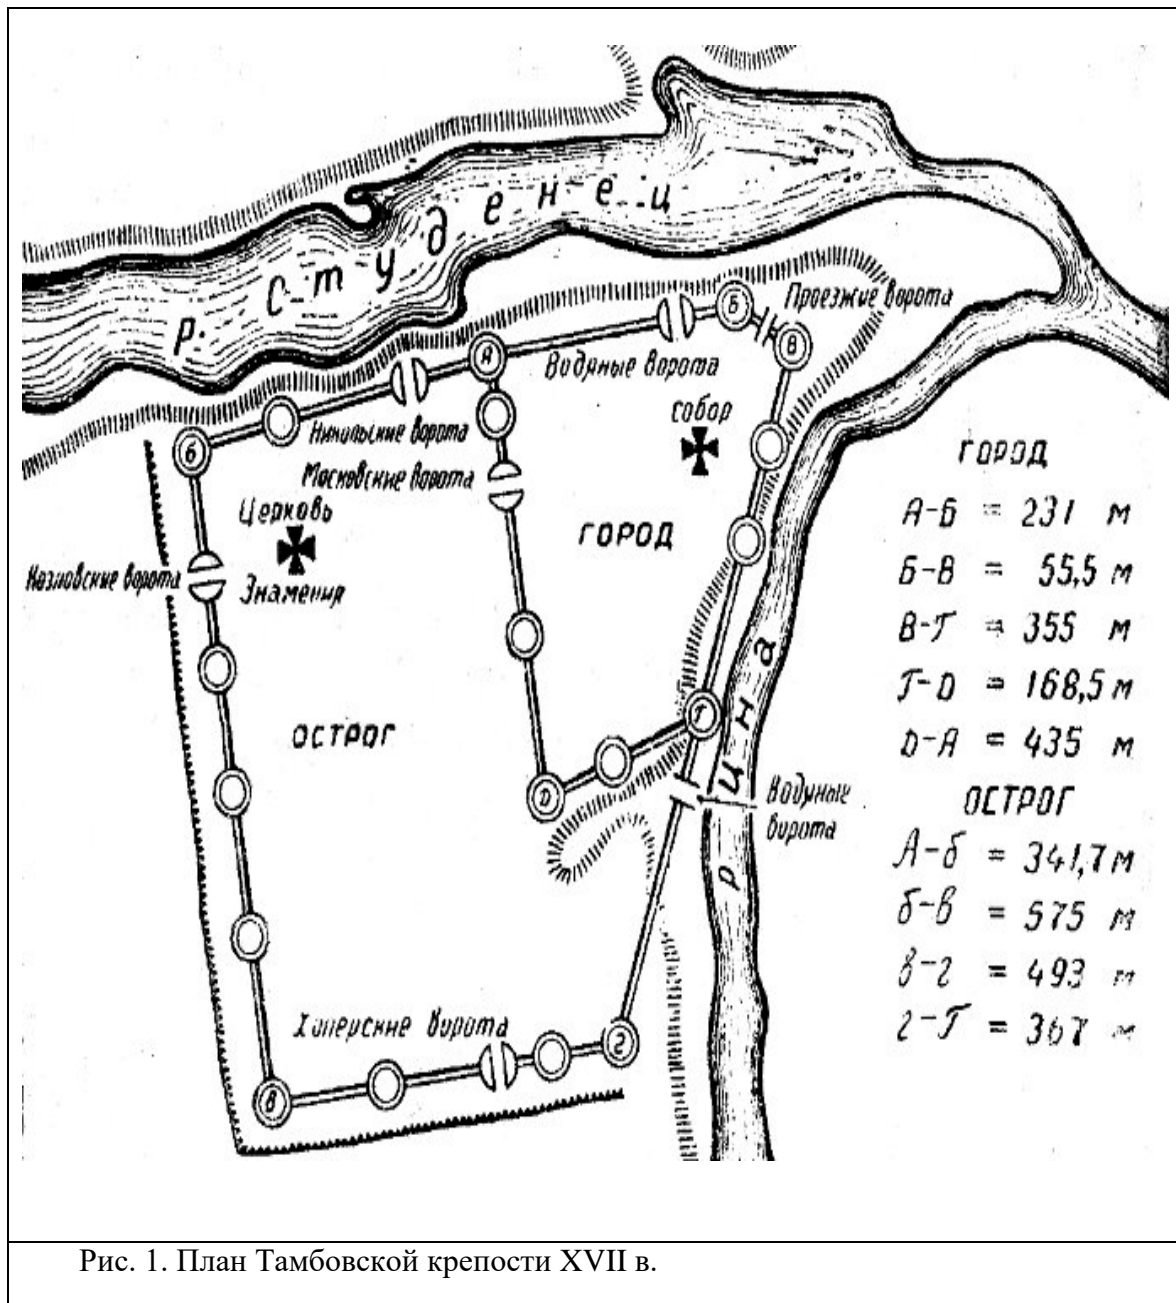 р. Студенец
Б
Проезжие ворота
В
А
Водяные ворота
собор
б
Никольские ворота
Московские ворота
Церковь
Знамения
Козловские ворота
ГОРОД
ОСТРОГ
Г
D
Водяные
ворота
р Цна
Хоперские ворота
в
г
ГОРОД
А-Б = 231 м
Б-В = 55,5 м
В-Г = 355 м
Г-D = 168,5 м
D-А = 435 м
ОСТРОГ
А-б = 341,7 м
б-в = 575 м
в-г = 493 м
г-Г = 367 м
Рис. 1. План Тамбовской крепости XVII в.